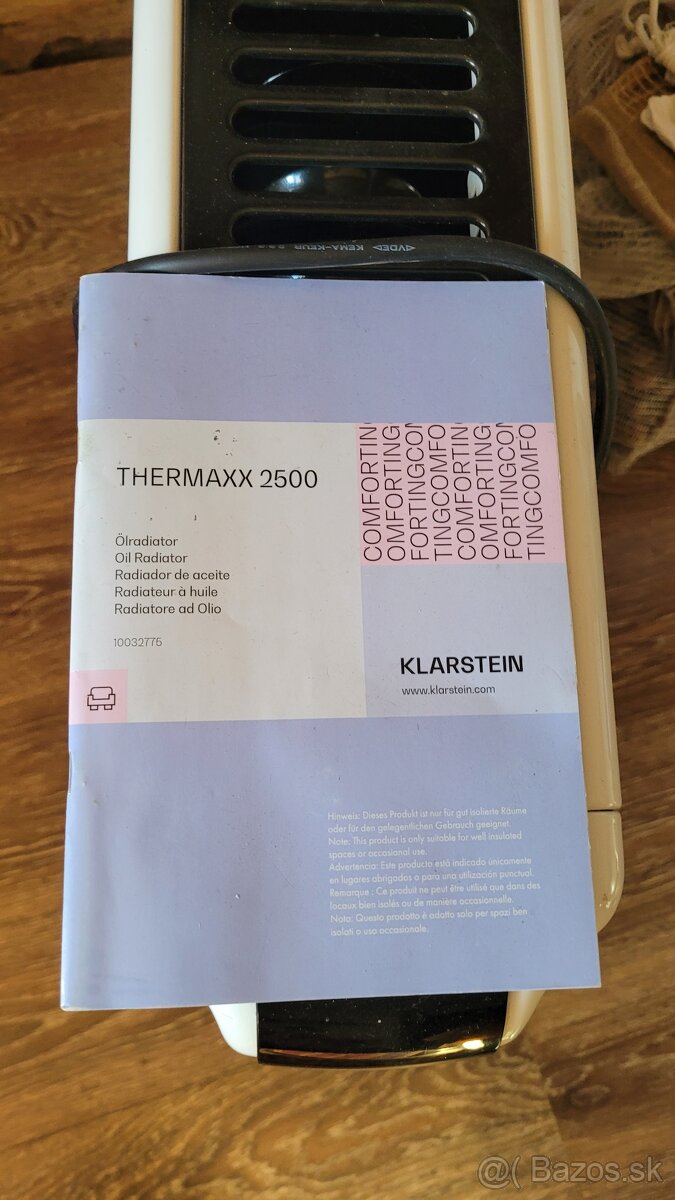 ◁VDE▷ KEMA-KEUR
THERMAXX 2500
Ölradiator
Oil Radiator
Radiador de aceite
Radiateur à huile
Radiatore ad Olio
10032775
COMFORTIN
OMFORTING
FORTINGCON
TINGCOMFO
COMFORTIN
OMFORTING
FORTINGCON
TINGCOMFO
KLARSTEIN
www.klarstein.com
Hinweis: Dieses Produkt ist nur für gut isolierte Räume
oder für den gelegentlichen Gebrauch geeignet.
Note: This product is only suitable for well insulated
spaces or occasional use.
Advertencia: Este producto está indicado únicamente
en lugares abrigados o para una utilización puntual.
Remarque : Ce produit ne peut être utilisé que dans des
locaux bien isolés ou de manière occasionnelle.
Nota: Questo prodotto è adatto solo per spazi ben
isolati o uso occasionale.
@( Bazos.sk